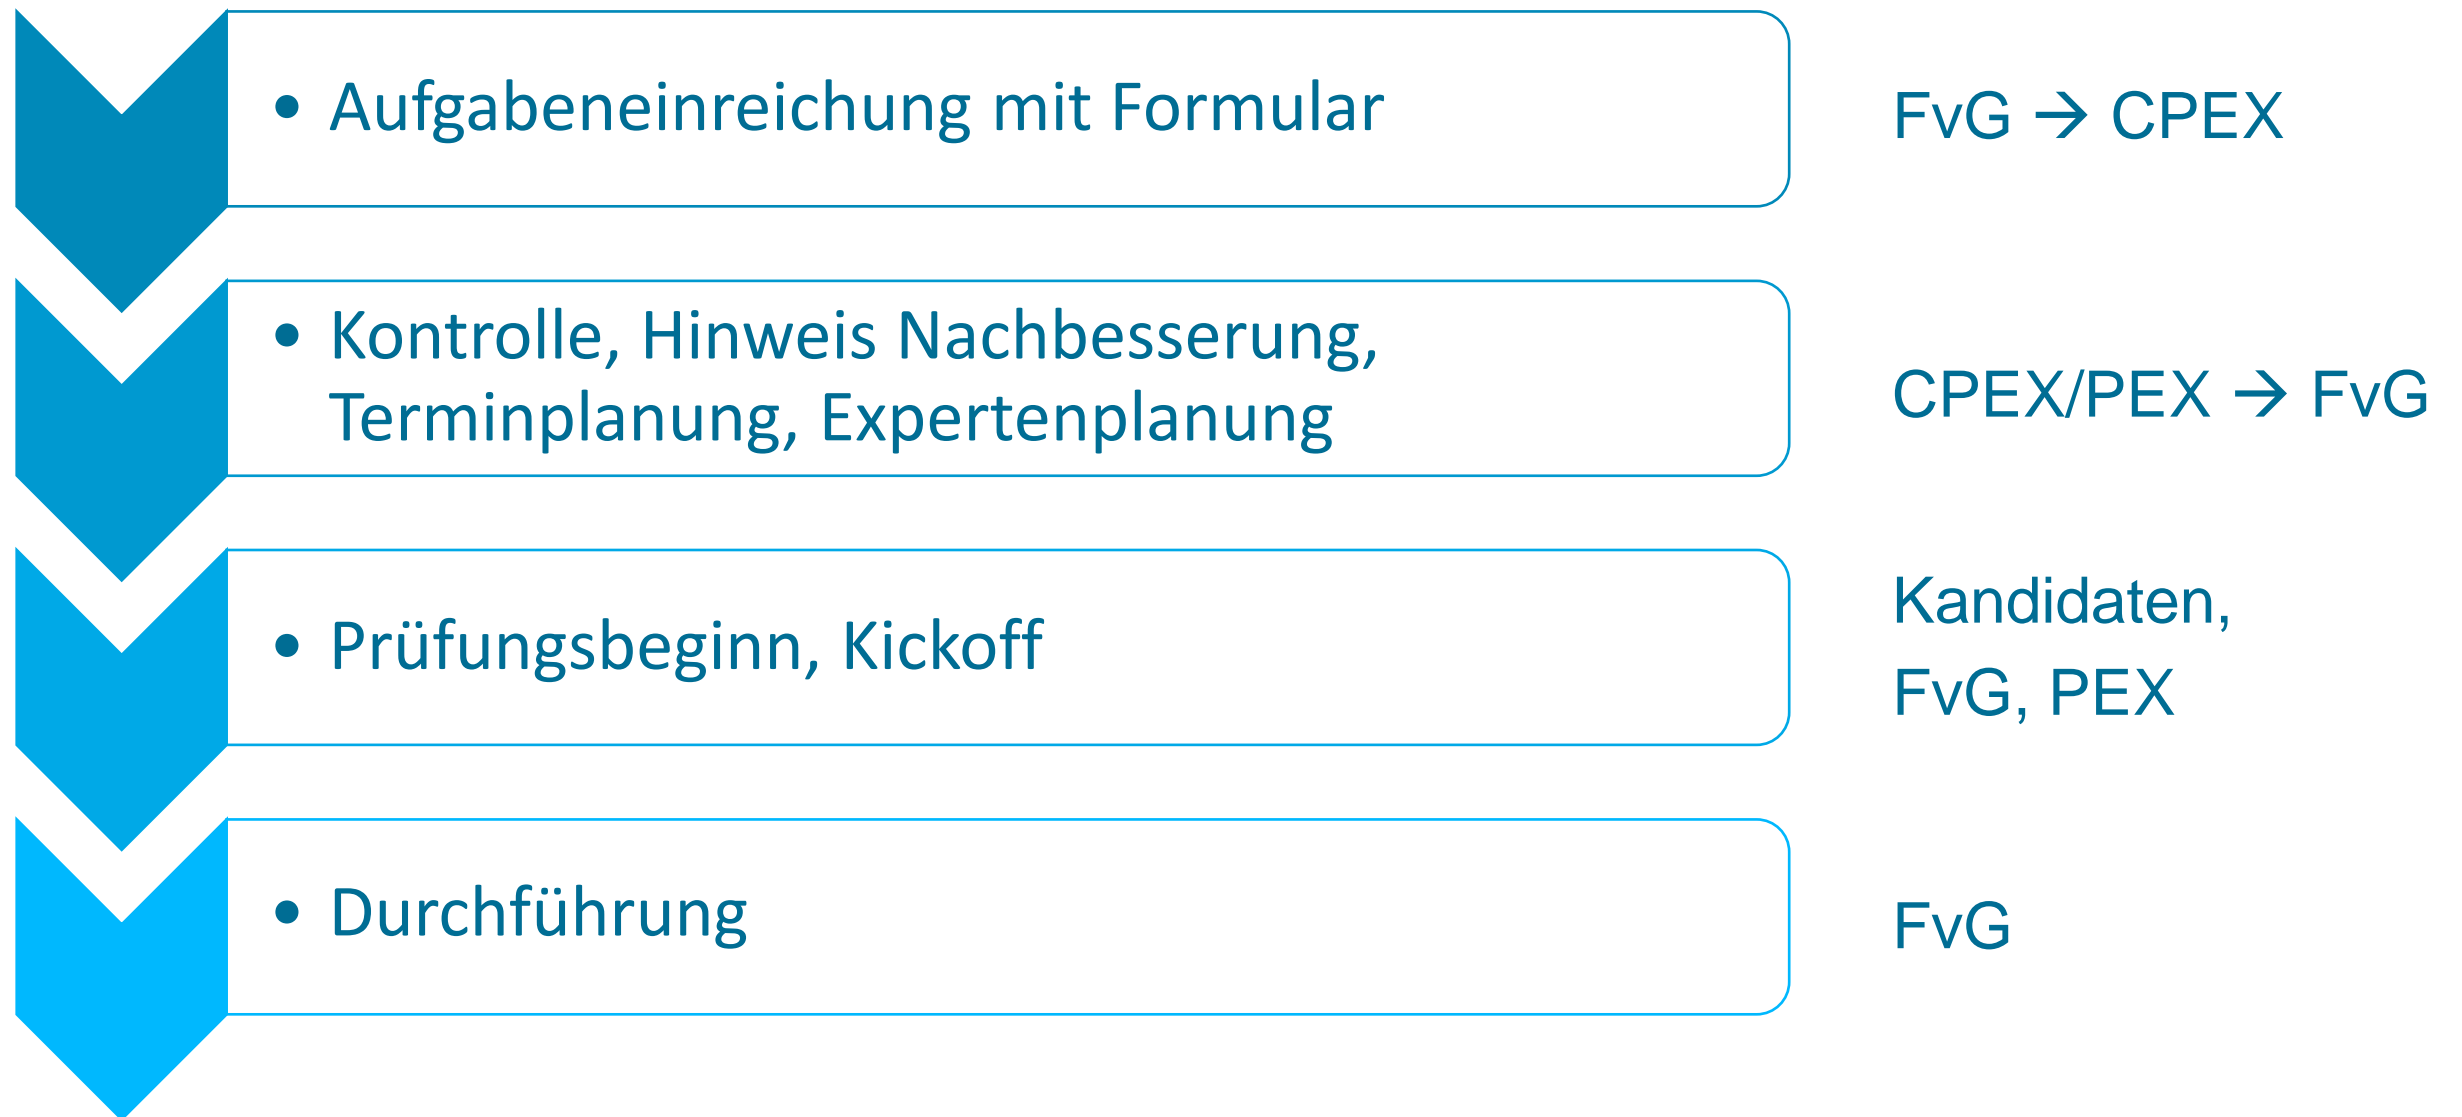 • Aufgabeneinreichung mit Formular
FvG → CPEX
• Kontrolle, Hinweis Nachbesserung,
Terminplanung, Expertenplanung
CPEX/PEX → FvG
• Prüfungsbeginn, Kickoff
Kandidaten,
FvG, PEX
• Durchführung
FvG